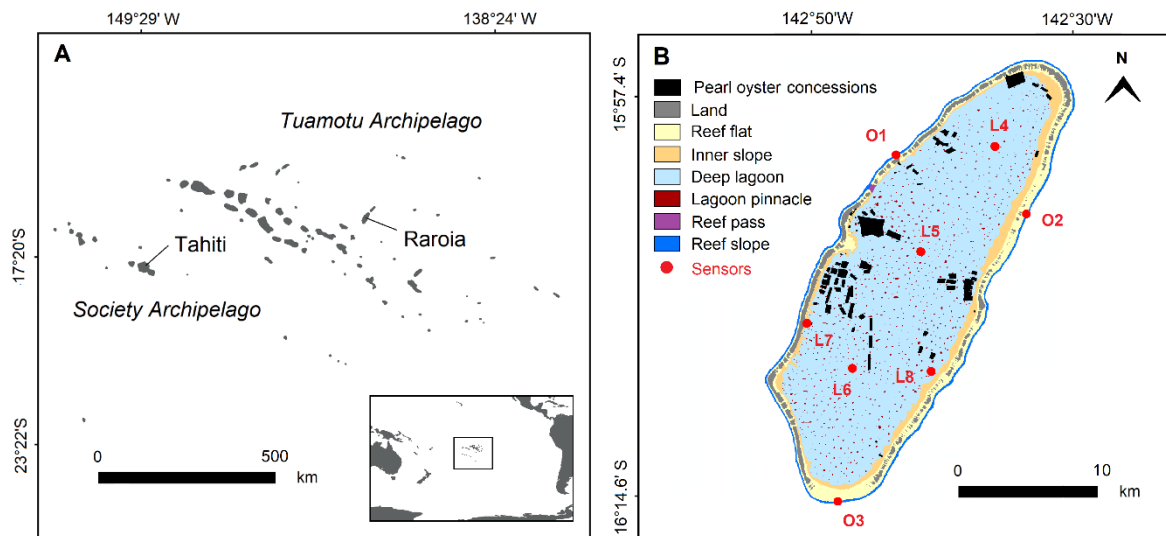 149°29' W
138°24' W
A
Tuamotu Archipelago
Raroia
Tahiti
Society Archipelago
17°20' S
23°22' S
0
500
km
142°50' W
142°30' W
B
N
15°57.4' S
16°14.6' S
Pearl oyster concessions
Land
Reef flat
Inner slope
Deep lagoon
Lagoon pinnacle
Reef pass
Reef slope
Sensors
O1
L4
O2
L5
L7
L6
L8
O3
0
10
km